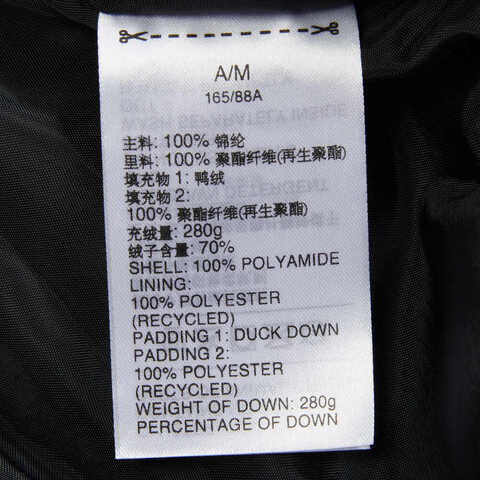 A/M
165/88A
主料: 100% 锦纶
里料: 100% 聚酯纤维(再生聚酯)
填充物 1: 鸭绒
填充物 2:
100% 聚酯纤维(再生聚酯)
充绒量: 280g
绒子含量: 70%
SHELL: 100% POLYAMIDE
LINING:
100% POLYESTER
(RECYCLED)
PADDING 1: DUCK DOWN
PADDING 2:
100% POLYESTER
(RECYCLED)
WEIGHT OF DOWN: 280g
PERCENTAGE OF DOWN: